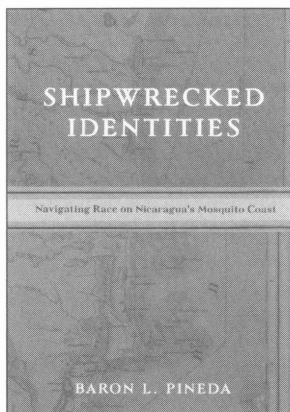 SHIPWRECKED
IDENTITIES
Navigating Race on Nicaragua's Mosquito Coast
BARON L. PINEDA